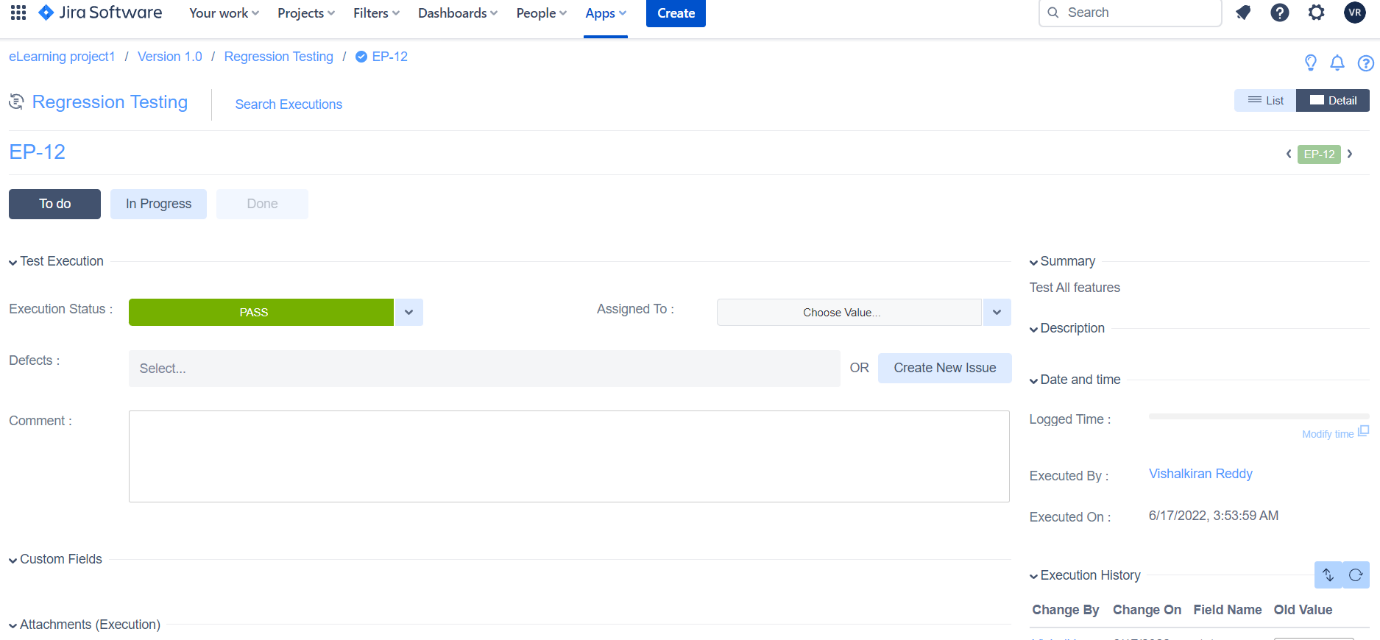 Jira Software Your work Projects Filters Dashboards People Apps Create Search VR
eLearning project1 / Version 1.0 / Regression Testing / EP-12
Regression Testing Search Executions List Detail
EP-12 EP-12
To do In Progress Done
Test Execution
Execution Status : PASS Assigned To : Choose Value...
Defects : Select... OR Create New Issue
Comment :
Custom Fields
Attachments (Execution)
Summary
Test All features
Description
Date and time
Logged Time :
Modify time
Executed By : Vishalkiran Reddy
Executed On : 6/17/2022, 3:53:59 AM
Execution History
Change By Change On Field Name Old Value